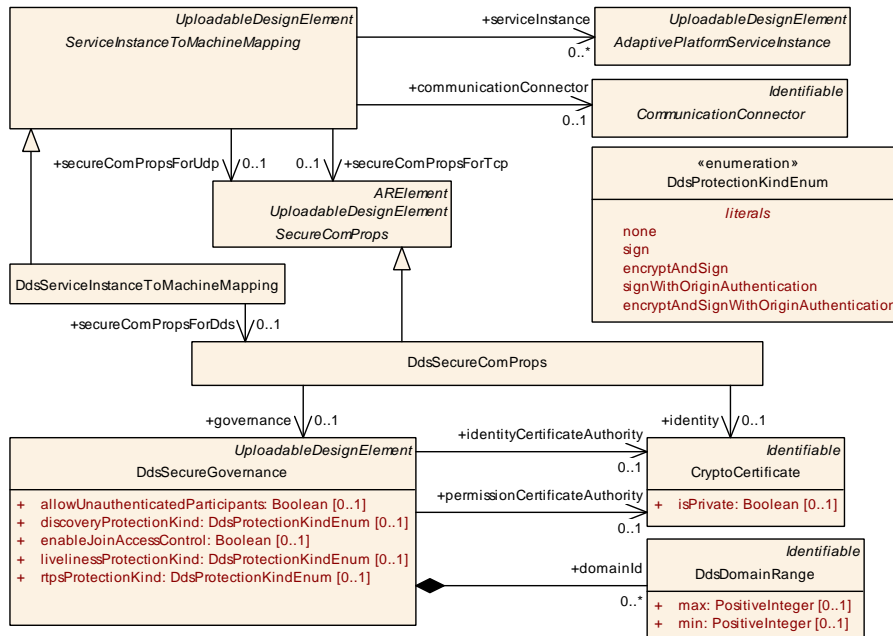 UploadableDesignElement
ServiceInstanceToMachineMapping
+serviceInstance
0..*
UploadableDesignElement
AdaptivePlatformServiceInstance
+communicationConnector
0..1
Identifiable
CommunicationConnector
+secureComPropsForUdp
0..1
0..1
+secureComPropsForTcp
ARElement
UploadableDesignElement
SecureComProps
«enumeration»
DdsProtectionKindEnum
literals
none
sign
encryptAndSign
signWithOriginAuthentication
encryptAndSignWithOriginAuthentication
DdsServiceInstanceToMachineMapping
+secureComPropsForDds
0..1
DdsSecureComProps
+governance
0..1
+identity
0..1
UploadableDesignElement
DdsSecureGovernance
+ allowUnauthenticatedParticipants: Boolean [0..1]
+ discoveryProtectionKind: DdsProtectionKindEnum [0..1]
+ enableJoinAccessControl: Boolean [0..1]
+ livelinessProtectionKind: DdsProtectionKindEnum [0..1]
+ rtpsProtectionKind: DdsProtectionKindEnum [0..1]
+identityCertificateAuthority
0..1
+permissionCertificateAuthority
0..1
Identifiable
CryptoCertificate
+ isPrivate: Boolean [0..1]
+domainId
0..*
Identifiable
DdsDomainRange
+ max: PositiveInteger [0..1]
+ min: PositiveInteger [0..1]